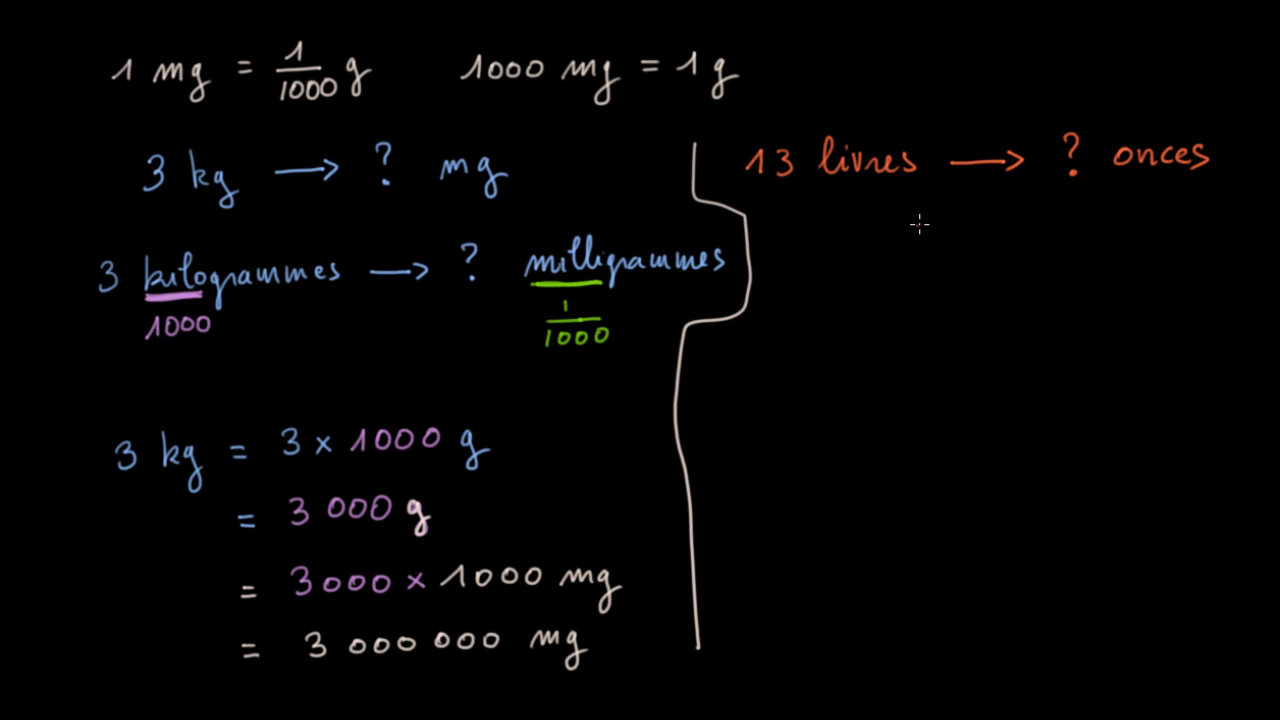 1 mg = 1/1000 g 1000 mg = 1 g
3 kg → ? mg
3 kilogrammes → ? milligrammes
1000 1/1000
3 kg = 3 × 1000 g
= 3 000 g
= 3000 × 1000 mg
= 3 000 000 mg
13 livres → ? onces